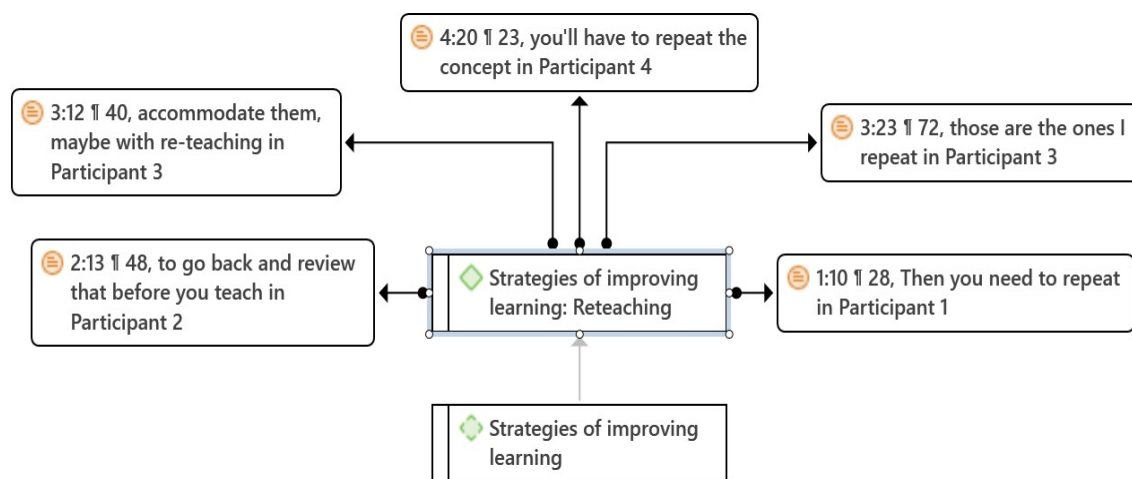 4:20 ¶ 23, you'll have to repeat the
concept in Participant 4
3:12 ¶ 40, accommodate them,
maybe with re-teaching in
Participant 3
3:23 ¶ 72, those are the ones I
repeat in Participant 3
2:13 ¶ 48, to go back and review
that before you teach in
Participant 2
Strategies of improving
learning: Reteaching
1:10 ¶ 28, Then you need to repeat
in Participant 1
Strategies of improving
learning